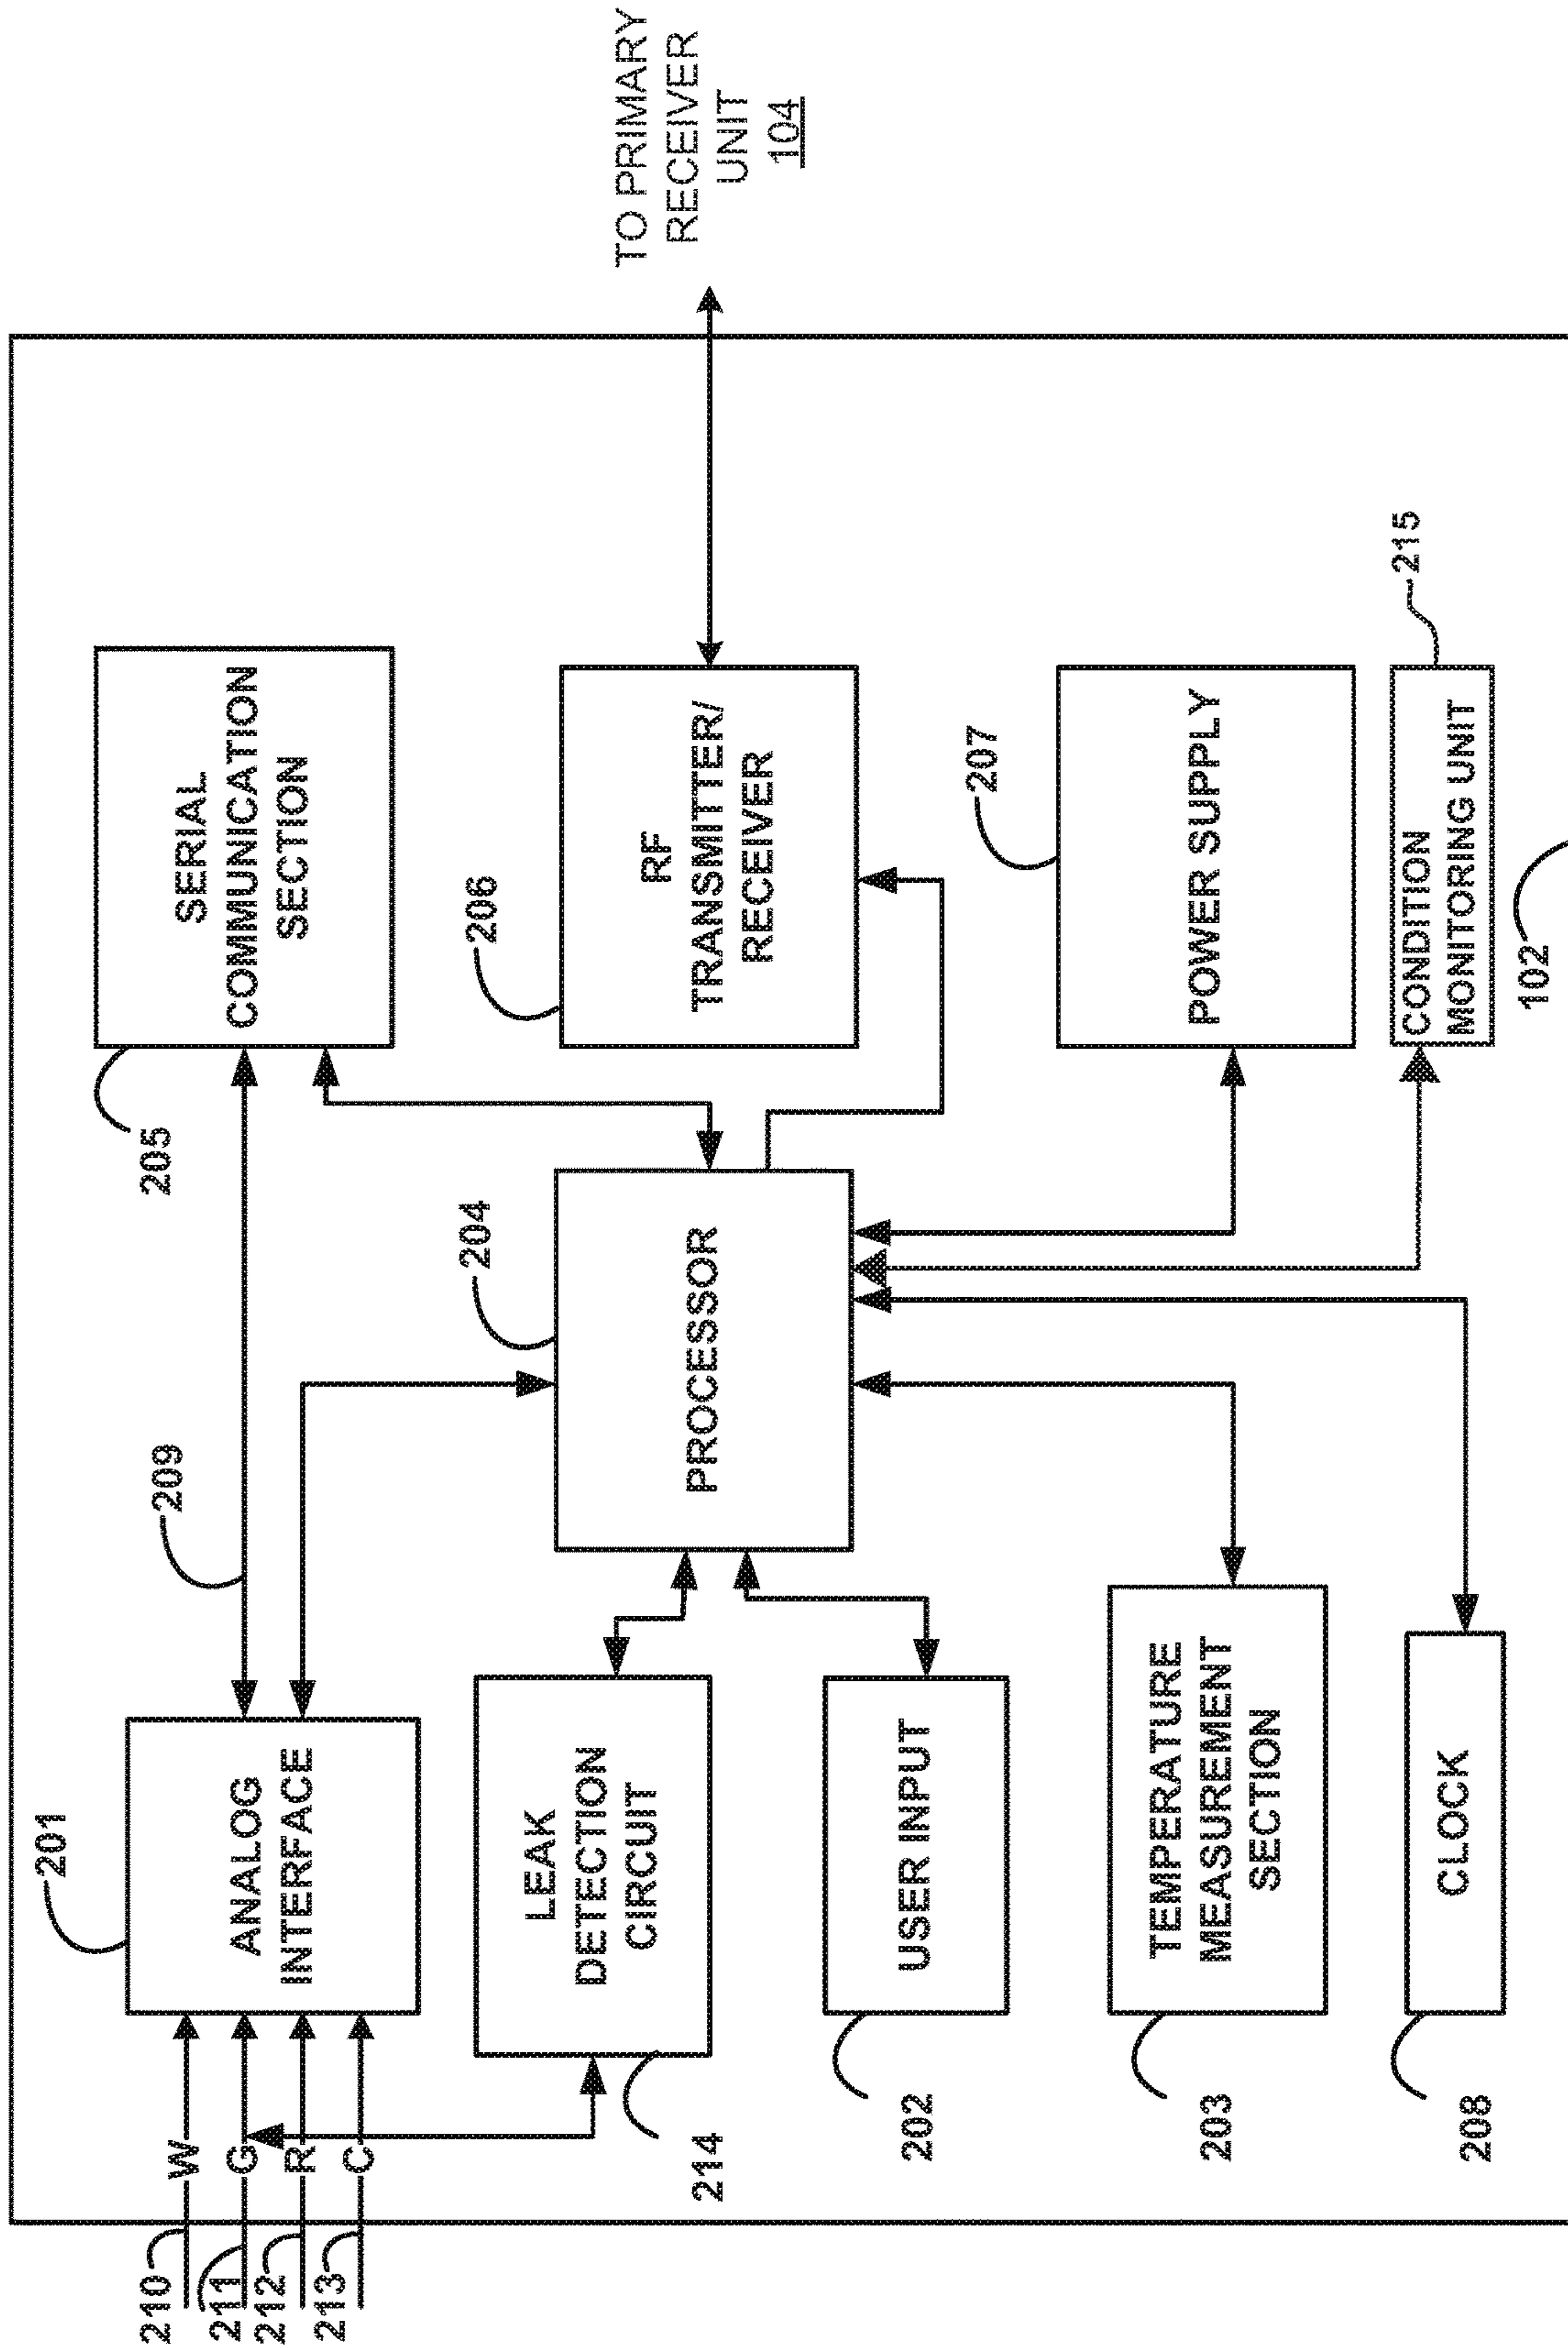 210
211
212
213
W
G
R
C
201
ANALOG
INTERFACE
209
205
SERIAL
COMMUNICATION
SECTION
214
LEAK
DETECTION
CIRCUIT
204
PROCESSOR
206
RF
TRANSMITTER/
RECEIVER
TO PRIMARY
RECEIVER
UNIT
104
202
USER INPUT
207
POWER SUPPLY
203
TEMPERATURE
MEASUREMENT
SECTION
215
CONDITION
MONITORING UNIT
208
CLOCK
102